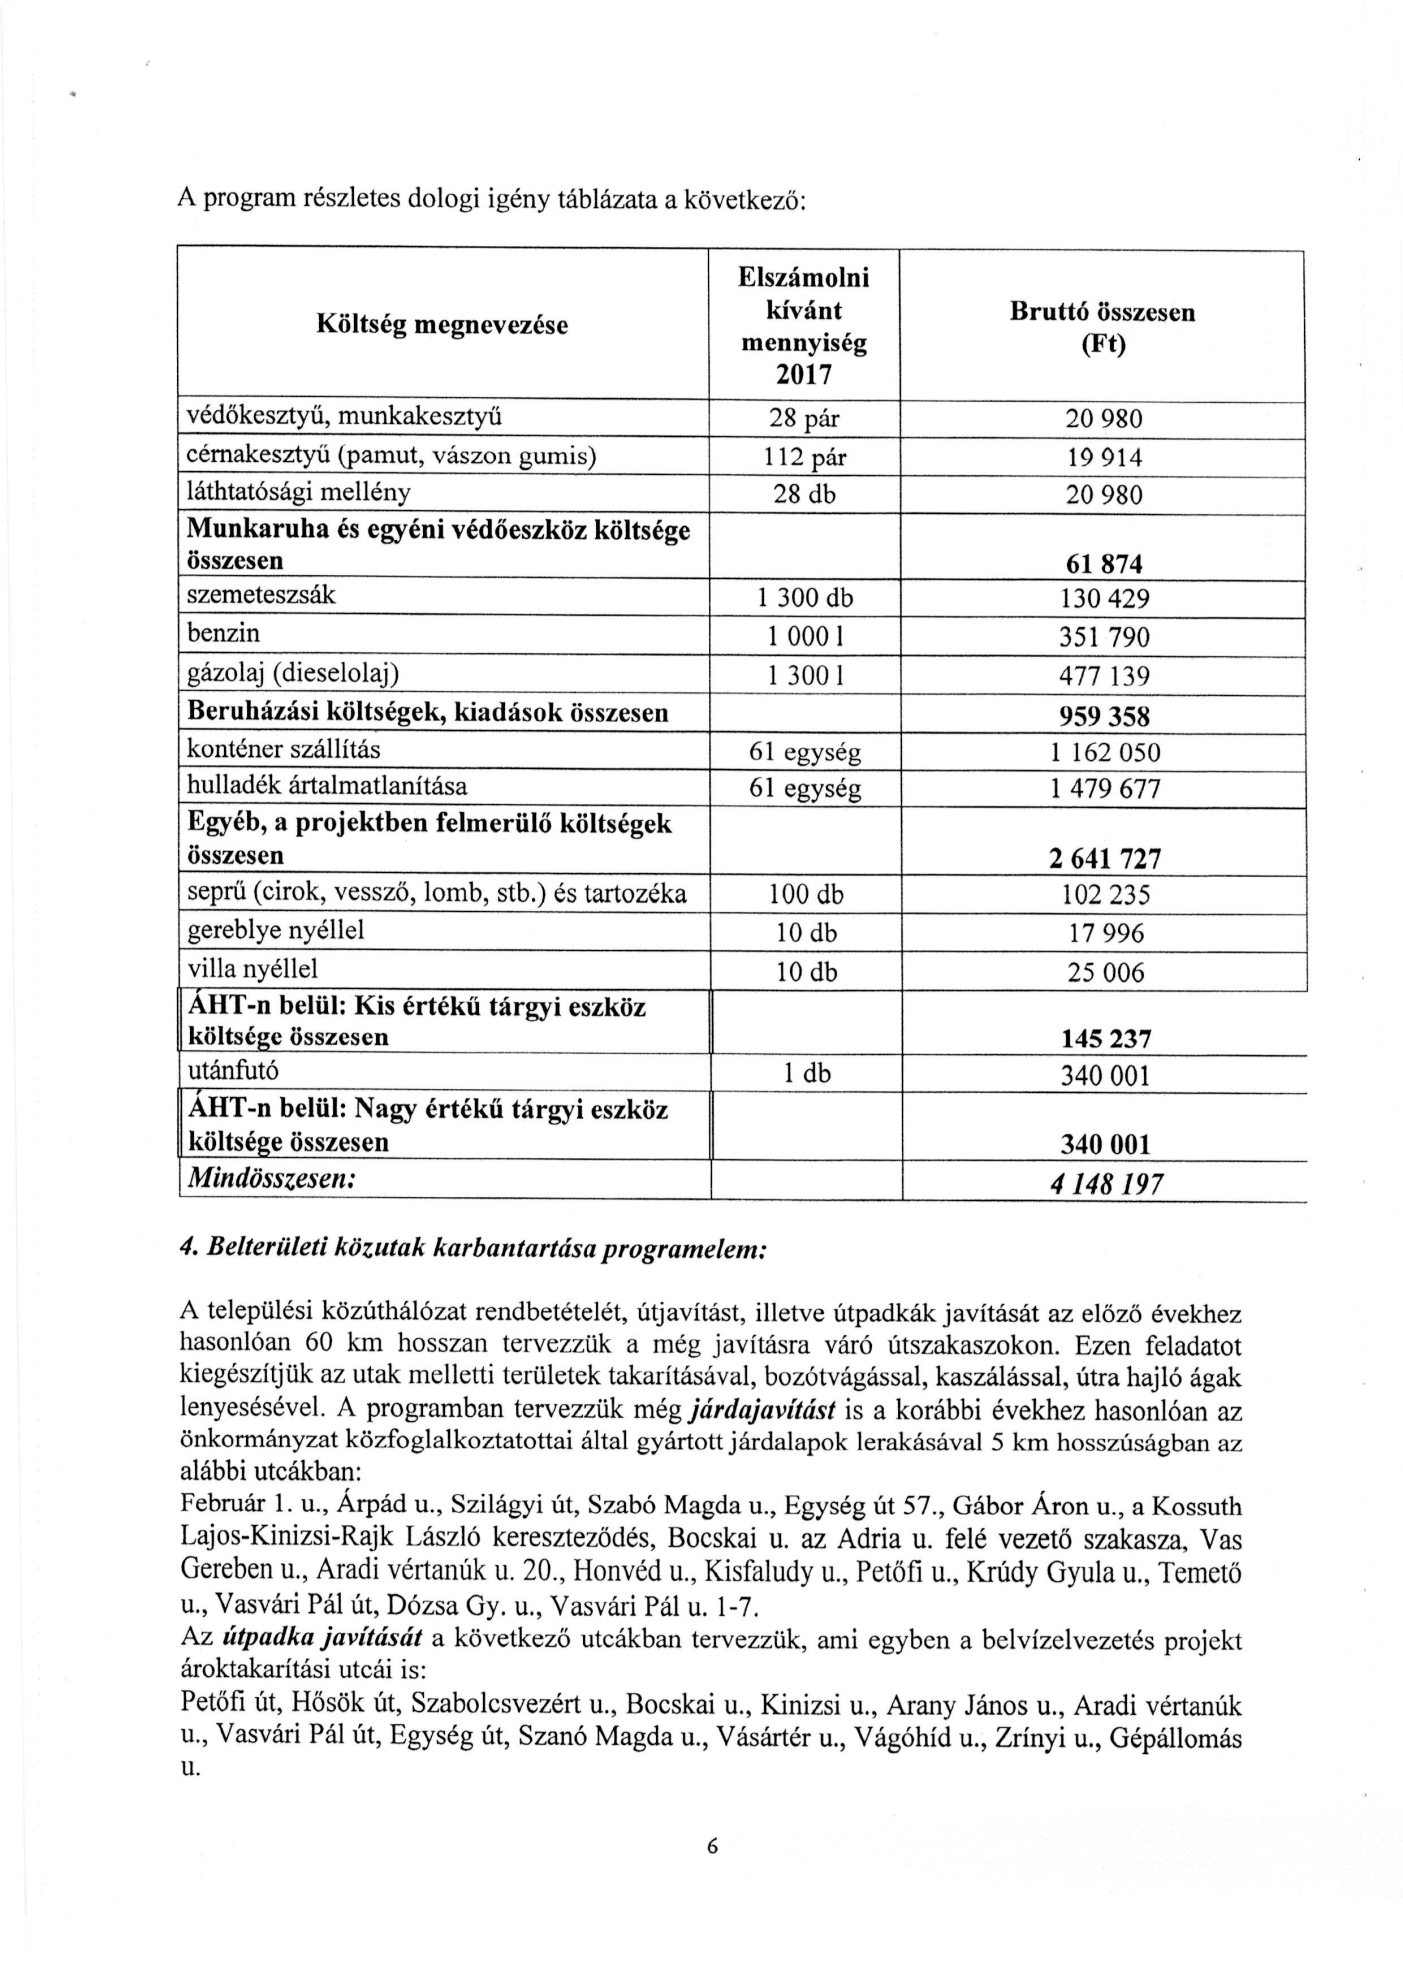 A program részletes dologi igény táblázata a következő:
Költség megnevezése
Elszámolni
kívánt
mennyiség
2017
Bruttó összesen
(Ft)
védőkesztyű, munkakesztyű 28 pár 20 980
cérnakesztyű (pamut, vászon gumis) 112 pár 19 914
láthtatósági mellény 28 db 20 980
Munkaruha és egyéni védőeszköz költsége
összesen 61 874
szemeteszsák 1 300 db 130 429
benzin 1 000 l 351 790
gázolaj (dieselolaj) 1 300 l 477 139
Beruházási költségek, kiadások összesen 959 358
konténer szállítás 61 egység 1 162 050
hulladék ártalmatlanítása 61 egység 1 479 677
Egyéb, a projektben felmerülő költségek
összesen 2 641 727
seprű (cirok, vessző, lomb, stb.) és tartozéka 100 db 102 235
gereblye nyéllel 10 db 17 996
villa nyéllel 10 db 25 006
ÁHT-n belül: Kis értékű tárgyi eszköz
költsége összesen 145 237
utánfutó 1 db 340 001
ÁHT-n belül: Nagy értékű tárgyi eszköz
költsége összesen 340 001
Mindösszesen: 4 148 197
4. Belterületi közutak karbantartása programelem:
A települési közúthálózat rendbetételét, útjavítást, illetve útpadkák javítását az előző évekhez
hasonlóan 60 km hosszan tervezzük a még javításra váró útszakaszokon. Ezen feladatot
kiegészítjük az utak melletti területek takarításával, bozótvágással, kaszálással, útra hajló ágak
lenyesésével. A programban tervezzük még járdajavítást is a korábbi évekhez hasonlóan az
önkormányzat közfoglalkoztatottai által gyártott járdalapok lerakásával 5 km hosszúságban az
alábbi utcákban:
Február 1. u., Árpád u., Szilágyi út, Szabó Magda u., Egység út 57., Gábor Áron u., a Kossuth
Lajos-Kinizsi-Rajk László kereszteződés, Bocskai u. az Adria u. felé vezető szakasza, Vas
Gereben u., Aradi vértanúk u. 20., Honvéd u., Kisfaludy u., Petőfi u., Krúdy Gyula u., Temető
u., Vasvári Pál út, Dózsa Gy. u., Vasvári Pál u. 1-7.
Az útpadka javítását a következő utcákban tervezzük, ami egyben a belvízelvezetés projekt
ároktakarítási utcái is:
Petőfi út, Hősök út, Szabolcsvezért u., Bocskai u., Kinizsi u., Arany János u., Aradi vértanúk
u., Vasvári Pál út, Egység út, Szanó Magda u., Vásártér u., Vágóhíd u., Zrínyi u., Gépállomás
u.
6